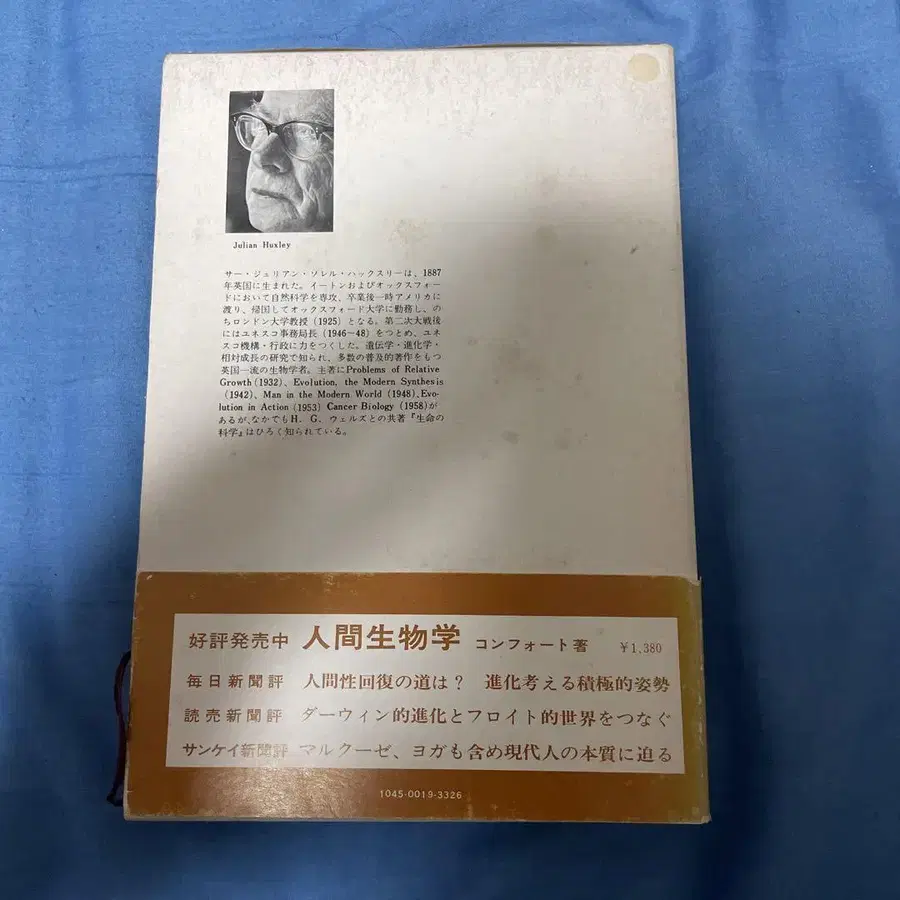 Julian Huxley
サー・ジュリアン・ソレル・ハックスリーは、1887
年英国に生まれた。イートンおよびオックスフォー
ドにおいて自然科学を専攻、卒業後一時アメリカに
渡り、帰国してオックスフォード大学に勤務し、の
ちロンドン大学教授（1925）となる。第二次大戦後
にはユネスコ事務局長（1946〜48）をつとめ、ユネ
スコ機構・行政に力をつくした。遺伝学・進化学・
相対成長の研究で知られ、多数の普及的著作をもつ
英国一流の生物学者。主著にProblems of Relative
Growth (1932)、Evolution, the Modern Synthesis
(1942)、Man in the Modern World (1948)、Evo-
lution in Action (1953) Cancer Biology (1958)が
あるが、なかでもH. G. ウェルズとの共著『生命の
科学』はひろく知られている。
好評発売中 人間生物学 コンフォート著 ￥1,380
毎日新聞評 人間性回復の道は？ 進化考える積極的姿勢
読売新聞評 ダーウィン的進化とフロイト的世界をつなぐ
サンケイ新聞評 マルクーゼ、ヨガも含め現代人の本質に迫る
1045-0019-3326